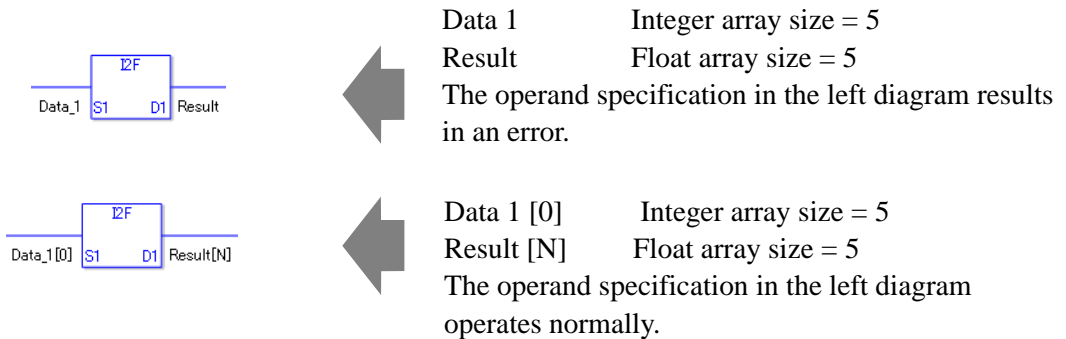 I2F
Data_1 S1 D1 Result
Data 1 Integer array size = 5
Result Float array size = 5
The operand specification in the left diagram results
in an error.
I2F
Data_1[0] S1 D1 Result[N]
Data 1 [0] Integer array size = 5
Result [N] Float array size = 5
The operand specification in the left diagram
operates normally.